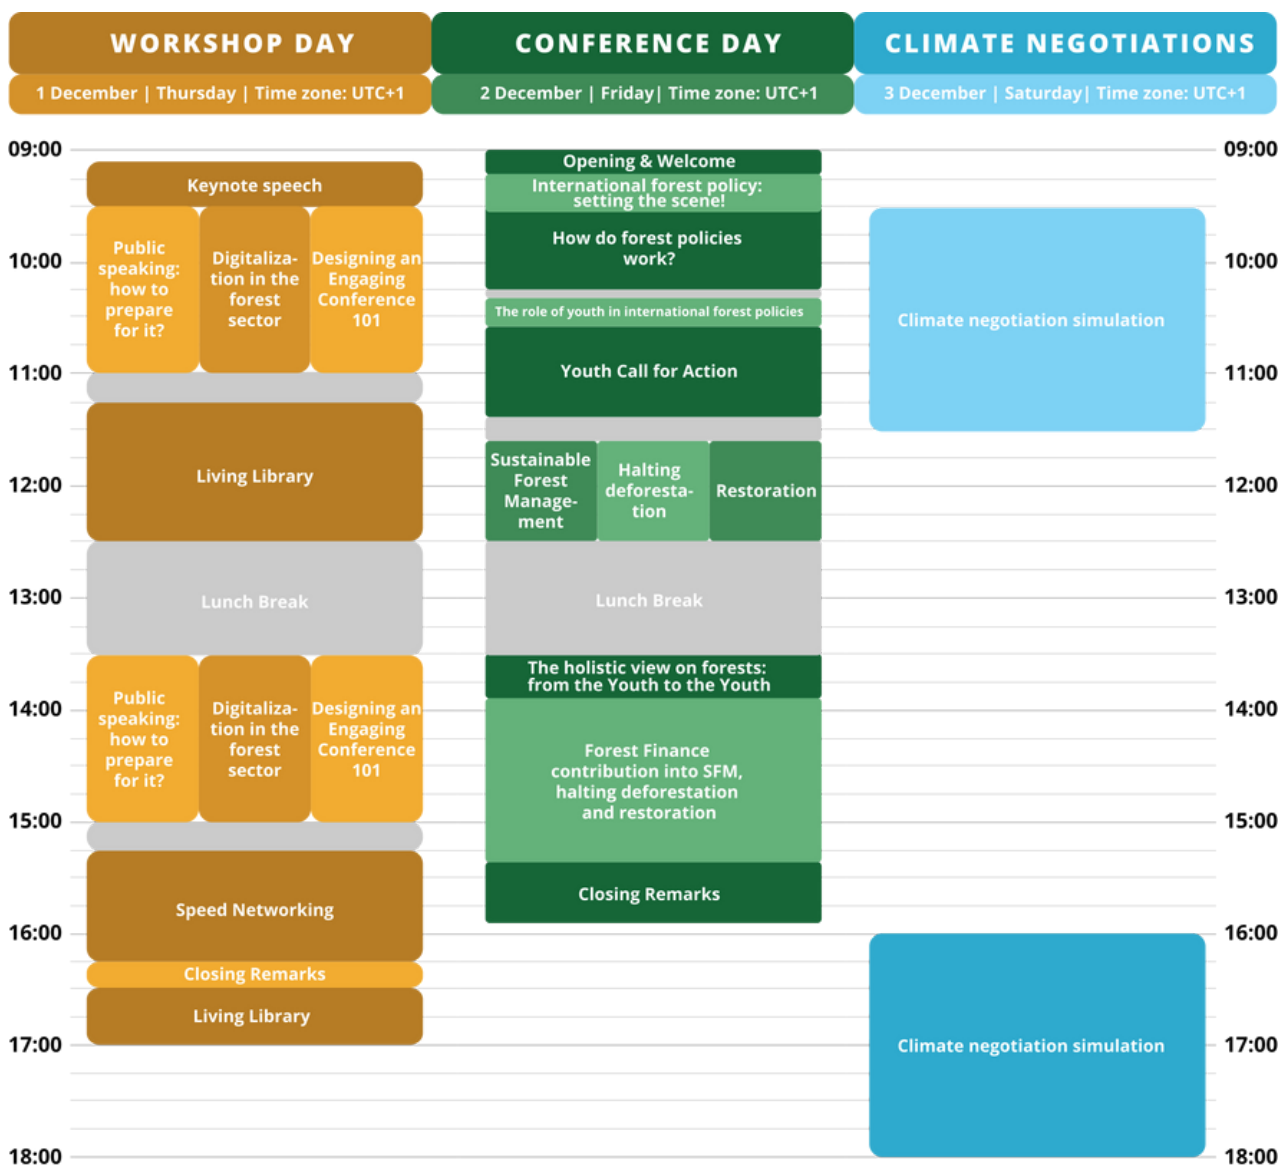 WORKSHOP DAY
1 December | Thursday | Time zone: UTC+1
CONFERENCE DAY
2 December | Friday| Time zone: UTC+1
CLIMATE NEGOTIATIONS
3 December | Saturday| Time zone: UTC+1
09:00
10:00
11:00
12:00
13:00
14:00
15:00
16:00
17:00
18:00
Keynote speech
Public
speaking:
how to
prepare
for it?
Digitaliza-
tion in the
forest
sector
Designing an
Engaging
Conference
101
Living Library
Lunch Break
Public
speaking:
how to
prepare
for it?
Digitaliza-
tion in the
forest
sector
Designing an
Engaging
Conference
101
Speed Networking
Closing Remarks
Living Library
Opening & Welcome
International forest policy:
setting the scene!
How do forest policies
work?
The role of youth in international forest policies
Youth Call for Action
Sustainable
Forest
Manage-
ment
Halting
deforesta-
tion
Restoration
Lunch Break
The holistic view on forests:
from the Youth to the Youth
Forest Finance
contribution into SFM,
halting deforestation
and restoration
Closing Remarks
Climate negotiation simulation
Climate negotiation simulation
09:00
10:00
11:00
12:00
13:00
14:00
15:00
16:00
17:00
18:00